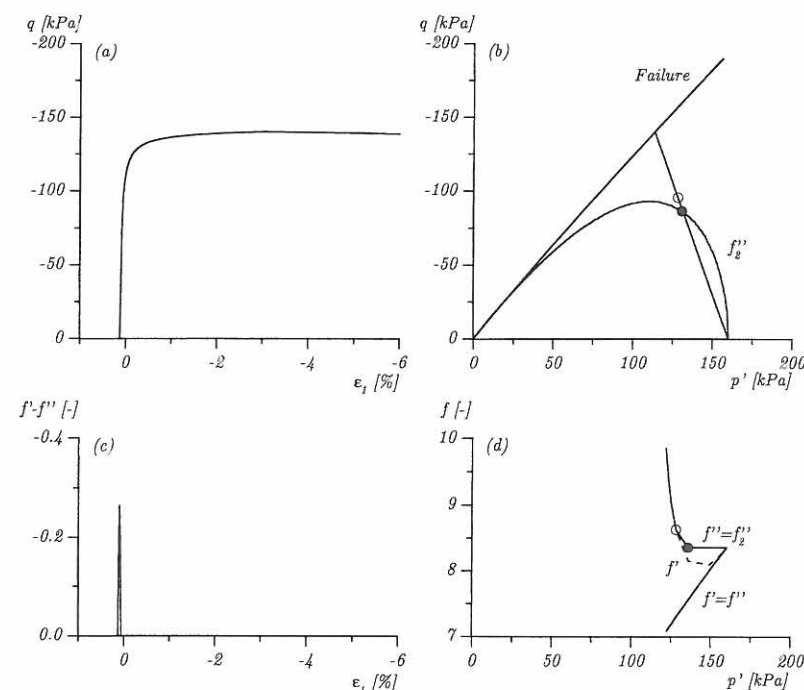 q [kPa]
-200
-150
-100
-50
0
(a)
0
-2
-4
-6
ε₁ [%]
q [kPa]
-200
-150
-100
-50
0
(b)
Failure
f₂''
0
50
100
150
200
p' [kPa]
f'-f'' [-]
-0.4
-0.2
0.0
(c)
0
-2
-4
-6
ε₁ [%]
f [-]
10
9
8
7
(d)
f''=f₂''
f'
f'=f''
0
50
100
150
200
p' [kPa]